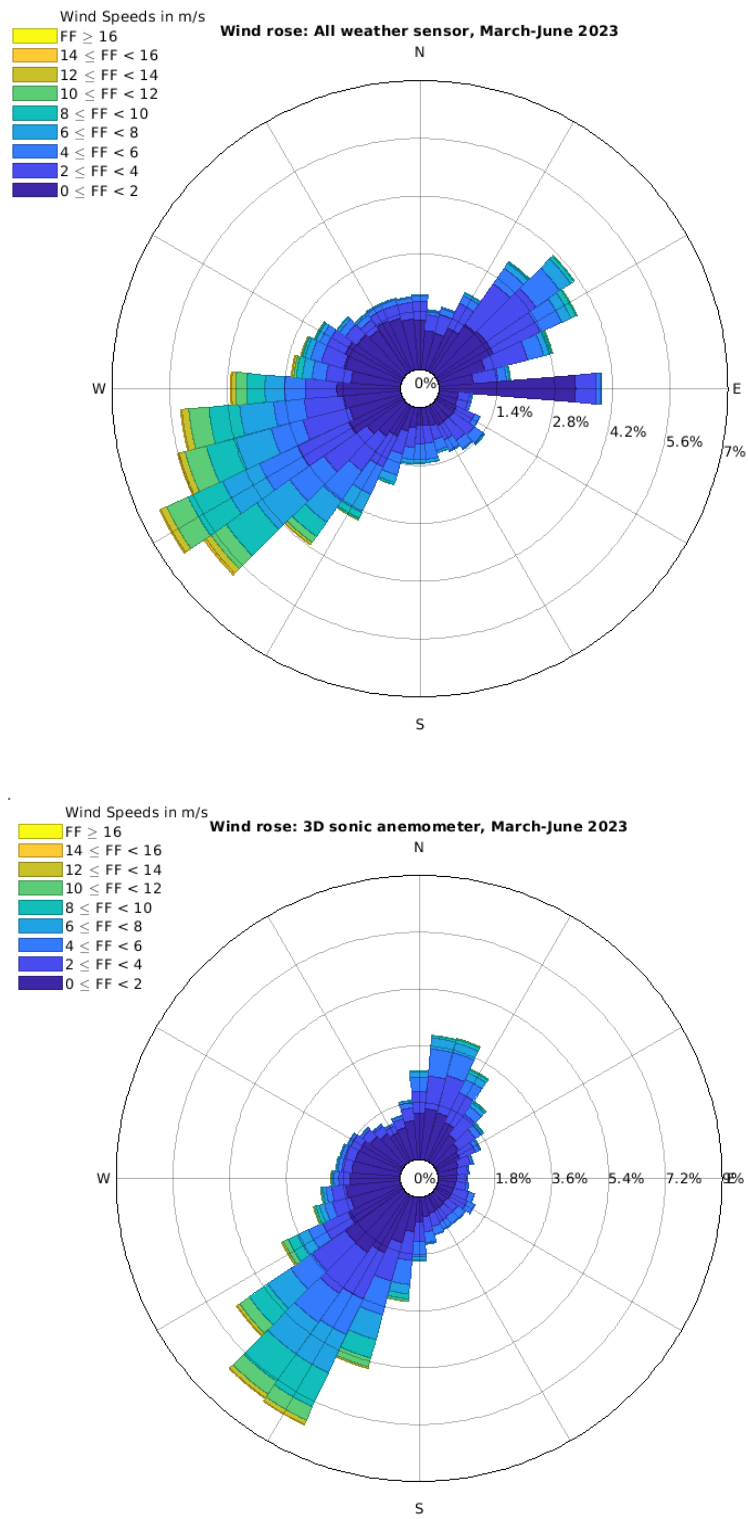 Wind Speeds in m/s
Wind rose: All weather sensor, March-June 2023
FF ≥ 16
14 ≤ FF < 16
12 ≤ FF < 14
10 ≤ FF < 12
8 ≤ FF < 10
6 ≤ FF < 8
4 ≤ FF < 6
2 ≤ FF < 4
0 ≤ FF < 2
N
W
E
S
0%
1.4%
2.8%
4.2%
5.6%
7%
.
Wind Speeds in m/s
Wind rose: 3D sonic anemometer, March-June 2023
FF ≥ 16
14 ≤ FF < 16
12 ≤ FF < 14
10 ≤ FF < 12
8 ≤ FF < 10
6 ≤ FF < 8
4 ≤ FF < 6
2 ≤ FF < 4
0 ≤ FF < 2
N
W
0%
1.8%
3.6%
5.4%
7.2%
9%
E
S